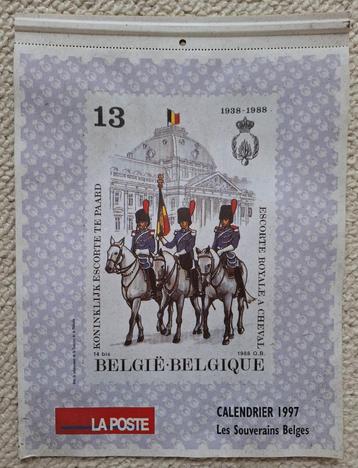 13
1938-1988
KONINKLIJK ESCORTE TE PAARD
ESCORTE ROYALE A CHEVAL
14 bis
1988 O.B.
BELGIË·BELGIQUE
LA POSTE
CALENDRIER 1997
Les Souverains Belges